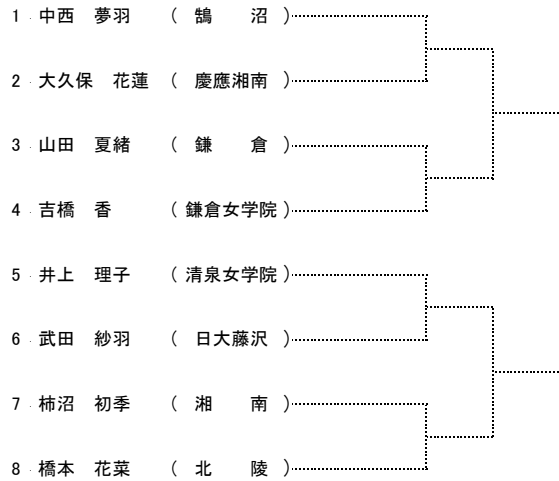 1 中西 夢羽 ( 鵠 沼 )
2 大久保 花蓮 ( 慶應湘南 )
3 山田 夏緒 ( 鎌 倉 )
4 吉橋 香 ( 鎌倉女学院 )
5 井上 理子 ( 清泉女学院 )
6 武田 紗羽 ( 日大藤沢 )
7 柿沼 初季 ( 湘 南 )
8 橋本 花菜 ( 北 陵 )